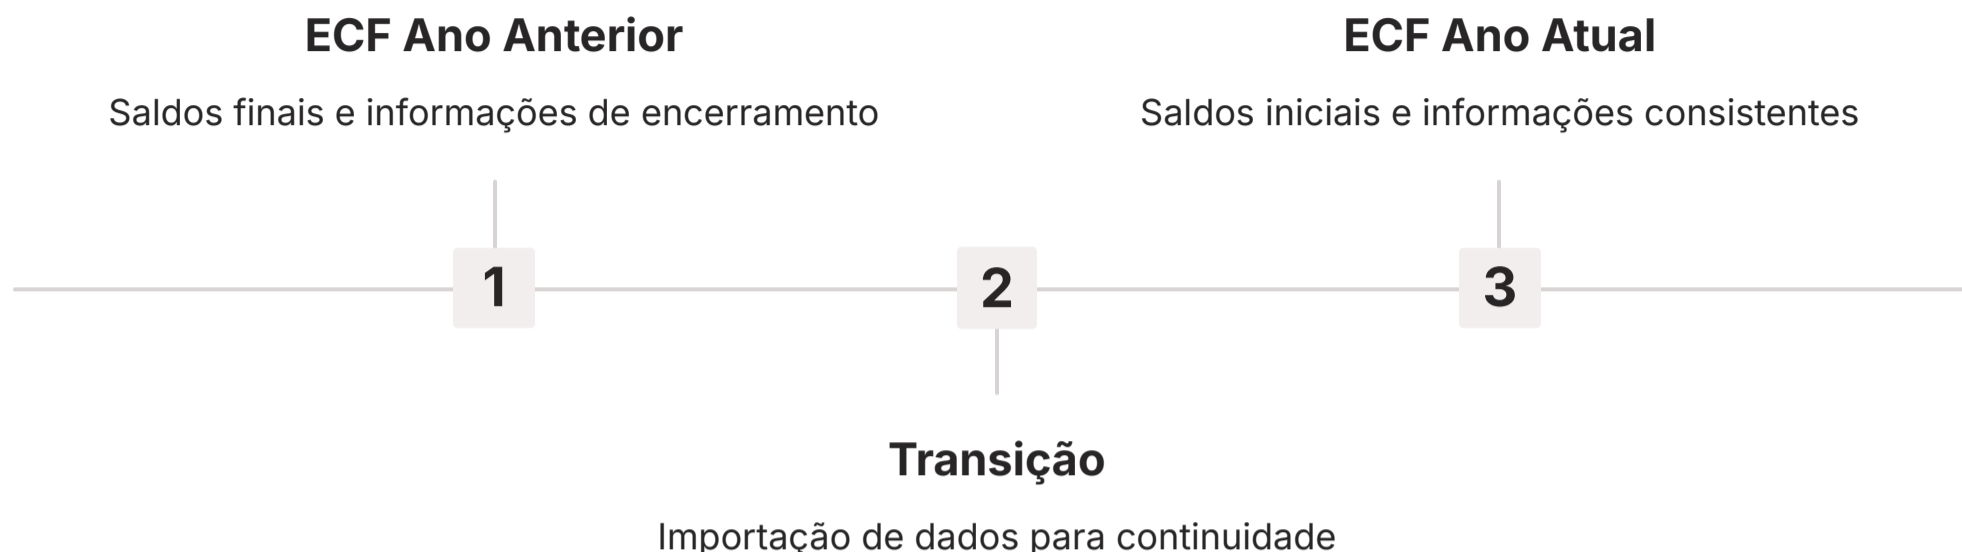 ECF Ano Anterior
Saldos finais e informações de encerramento
ECF Ano Atual
Saldos iniciais e informações consistentes
1
2
3
Transição
Importação de dados para continuidade